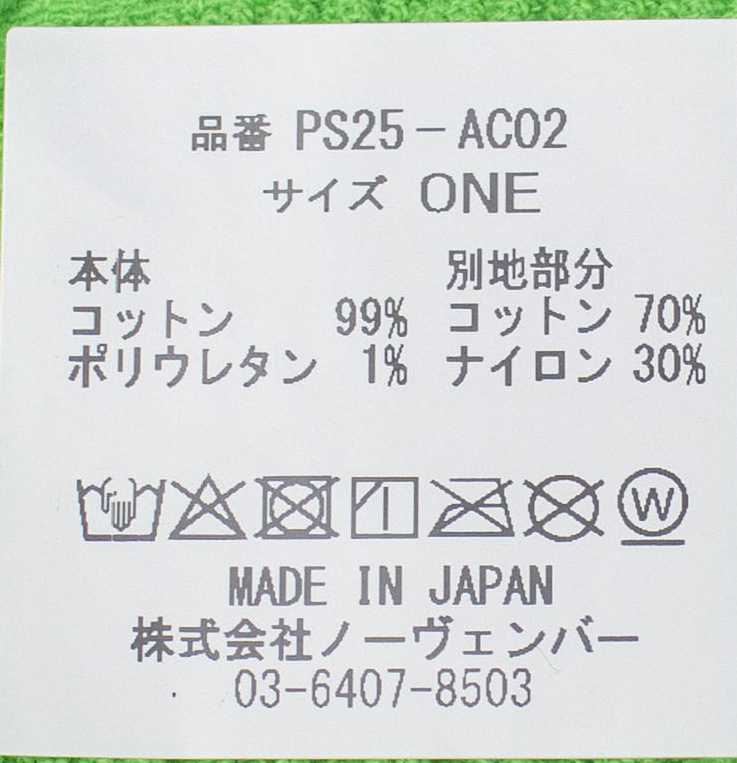 品番 PS25-AC02
サイズ ONE
本体 別地部分
コットン 99% コットン 70%
ポリウレタン 1% ナイロン 30%
W
MADE IN JAPAN
株式会社ノーヴェンバー
03-6407-8503